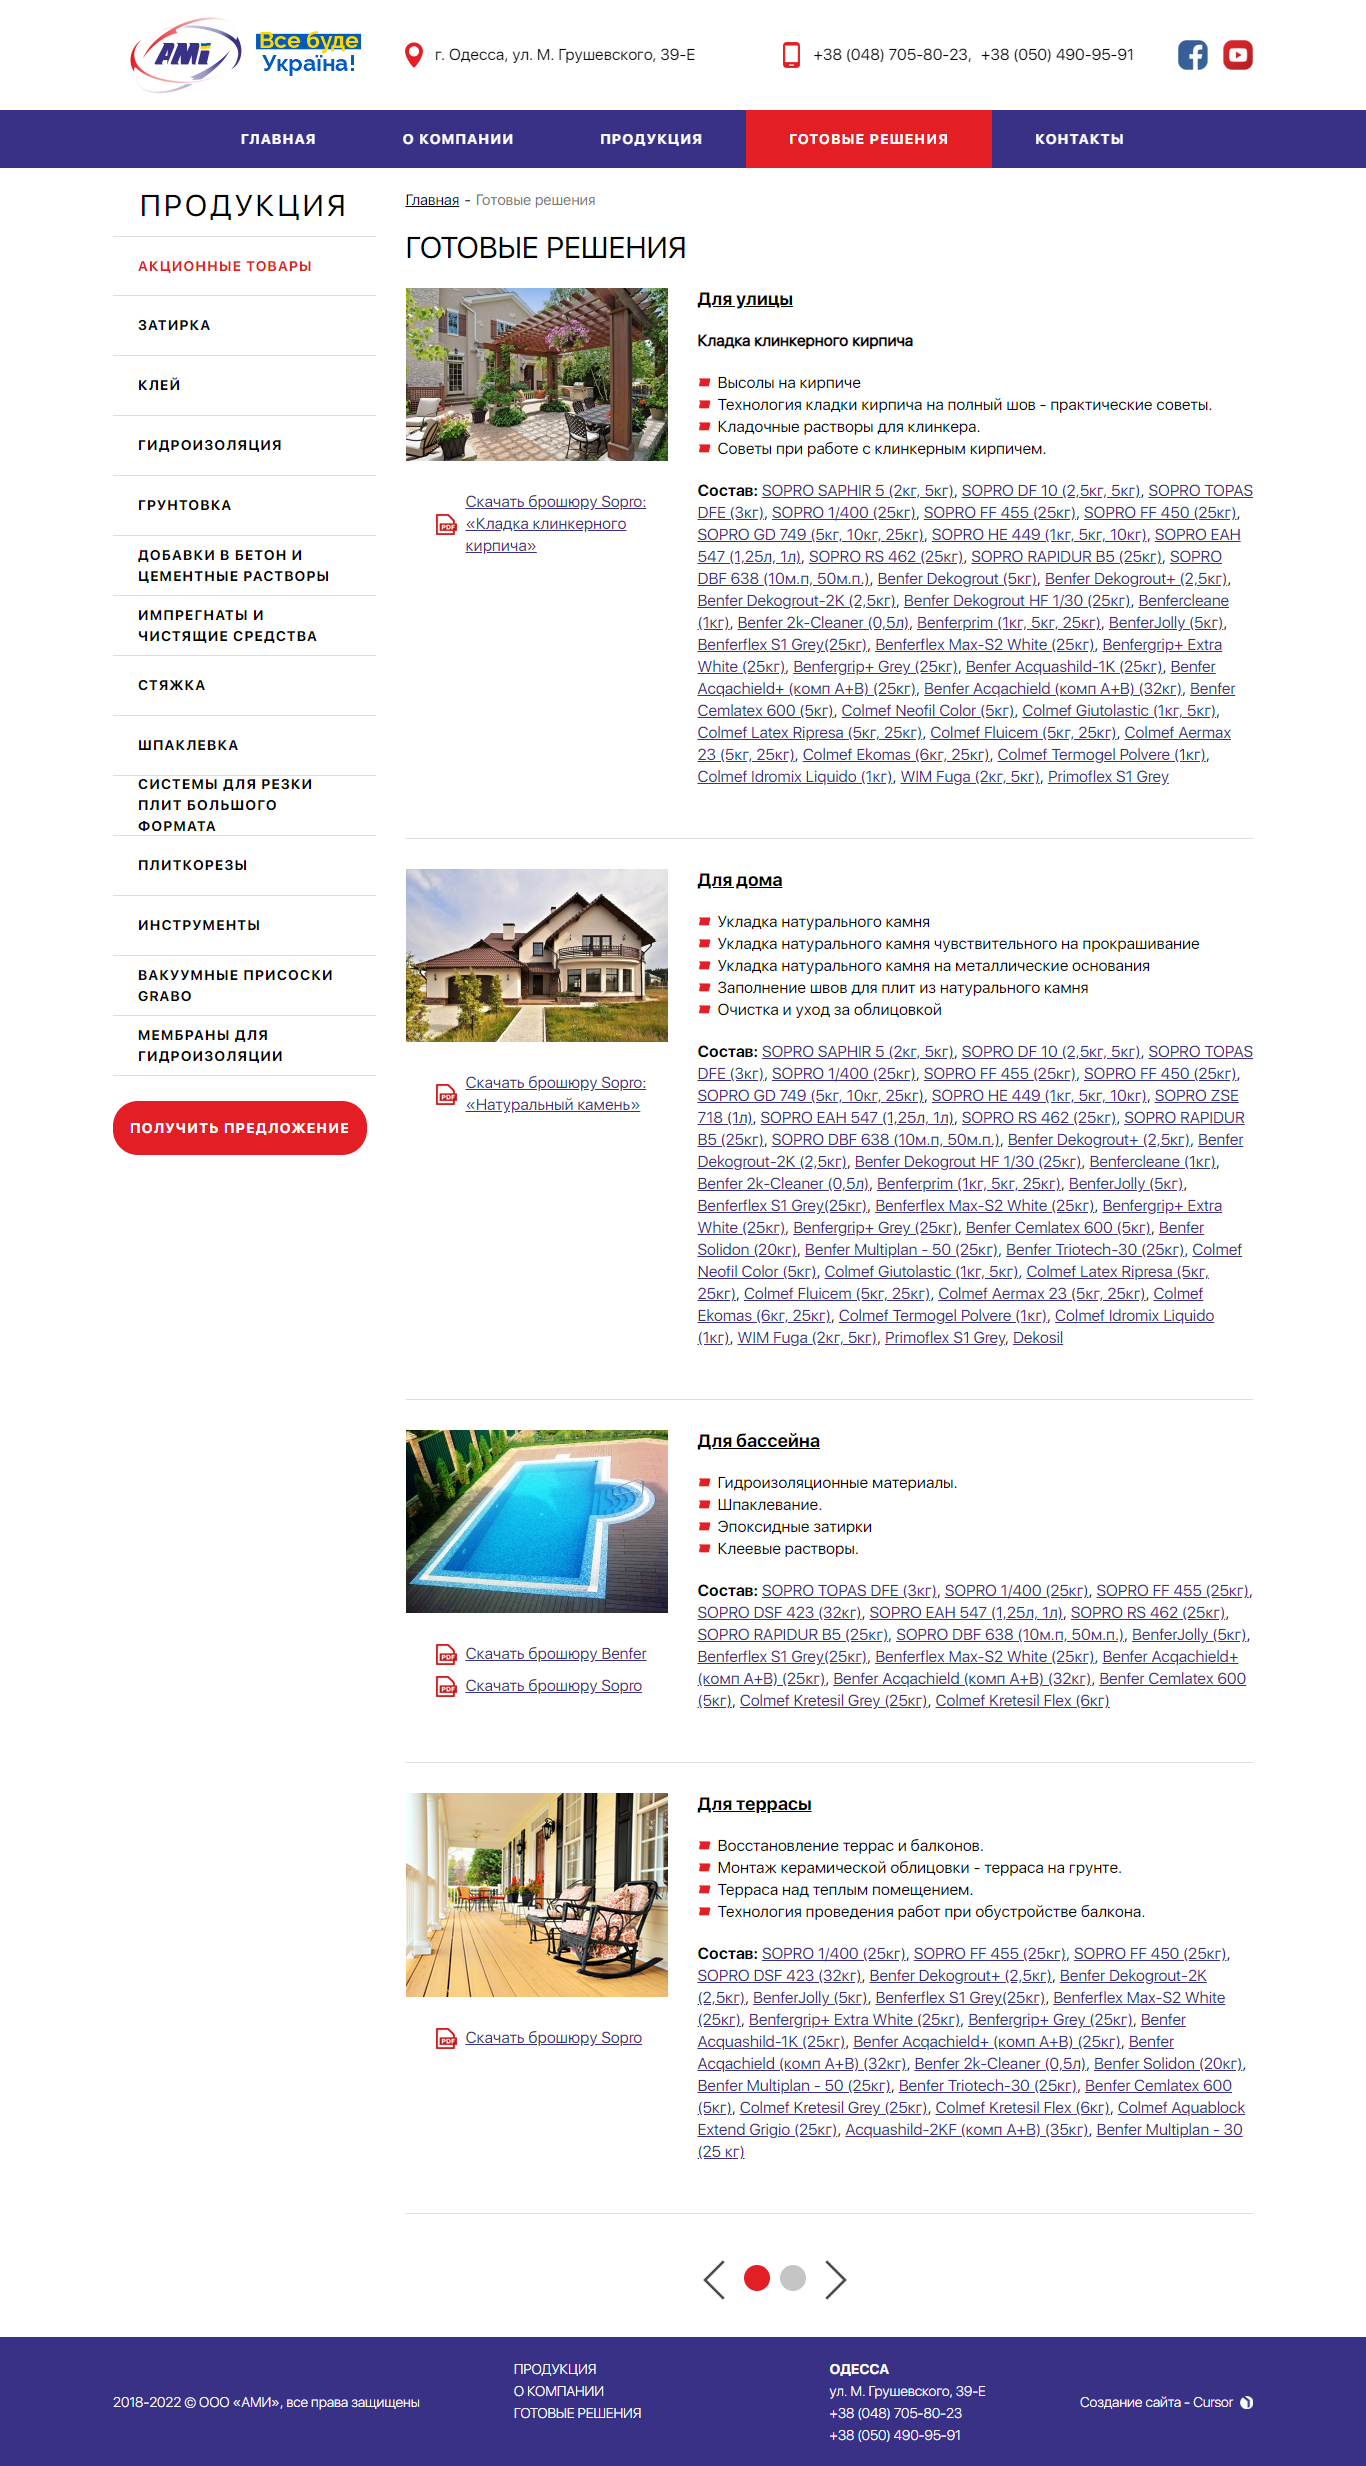 АМі
Все буде
Україна!
г. Одесса, ул. М. Грушевского, 39-Е
+38 (048) 705-80-23, +38 (050) 490-95-91
ГЛАВНАЯ
О КОМПАНИИ
ПРОДУКЦИЯ
ГОТОВЫЕ РЕШЕНИЯ
КОНТАКТЫ
ПРОДУКЦИЯ
АКЦИОННЫЕ ТОВАРЫ
ЗАТИРКА
КЛЕЙ
ГИДРОИЗОЛЯЦИЯ
ГРУНТОВКА
ДОБАВКИ В БЕТОН И
ЦЕМЕНТНЫЕ РАСТВОРЫ
ИМПРЕГНАТЫ И
ЧИСТЯЩИЕ СРЕДСТВА
СТЯЖКА
ШПАКЛЕВКА
СИСТЕМЫ ДЛЯ РЕЗКИ
ПЛИТ БОЛЬШОГО
ФОРМАТА
ПЛИТКОРЕЗЫ
ИНСТРУМЕНТЫ
ВАКУУМНЫЕ ПРИСОСКИ
GRABO
МЕМБРАНЫ ДЛЯ
ГИДРОИЗОЛЯЦИИ
ПОЛУЧИТЬ ПРЕДЛОЖЕНИЕ
Главная - Готовые решения
ГОТОВЫЕ РЕШЕНИЯ
PDF
Скачать брошюру Sopro:
«Кладка клинкерного
кирпича»
Для улицы
Кладка клинкерного кирпича
Высолы на кирпиче
Технология кладки кирпича на полный шов - практические советы.
Кладочные растворы для клинкера.
Советы при работе с клинкерным кирпичем.
Состав: SOPRO SAPHIR 5 (2кг, 5кг), SOPRO DF 10 (2,5кг, 5кг), SOPRO TOPAS
DFE (3кг), SOPRO 1/400 (25кг), SOPRO FF 455 (25кг), SOPRO FF 450 (25кг),
SOPRO GD 749 (5кг, 10кг, 25кг), SOPRO HE 449 (1кг, 5кг, 10кг), SOPRO EAH
547 (1,25л, 1л), SOPRO RS 462 (25кг), SOPRO RAPIDUR B5 (25кг), SOPRO
DBF 638 (10м.п, 50м.п.), Benfer Dekogrout (5кг), Benfer Dekogrout+ (2,5кг),
Benfer Dekogrout-2K (2,5кг), Benfer Dekogrout HF 1/30 (25кг), Benfercleane
(1кг), Benfer 2k-Cleaner (0,5л), Benferprim (1кг, 5кг, 25кг), BenferJolly (5кг),
Benferflex S1 Grey(25кг), Benferflex Max-S2 White (25кг), Benfergrip+ Extra
White (25кг), Benfergrip+ Grey (25кг), Benfer Acquashild-1K (25кг), Benfer
Acqachield+ (комп А+В) (25кг), Benfer Acqachield (комп А+В) (32кг), Benfer
Cemlatex 600 (5кг), Colmef Neofil Color (5кг), Colmef Giutolastic (1кг, 5кг),
Colmef Latex Ripresa (5кг, 25кг), Colmef Fluicem (5кг, 25кг), Colmef Aermax
23 (5кг, 25кг), Colmef Ekomas (6кг, 25кг), Colmef Termogel Polvere (1кг),
Colmef Idromix Liquido (1кг), WIM Fuga (2кг, 5кг), Primoflex S1 Grey
PDF
Скачать брошюру Sopro:
«Натуральный камень»
Для дома
Укладка натурального камня
Укладка натурального камня чувствительного на прокрашивание
Укладка натурального камня на металлические основания
Заполнение швов для плит из натурального камня
Очистка и уход за облицовкой
Состав: SOPRO SAPHIR 5 (2кг, 5кг), SOPRO DF 10 (2,5кг, 5кг), SOPRO TOPAS
DFE (3кг), SOPRO 1/400 (25кг), SOPRO FF 455 (25кг), SOPRO FF 450 (25кг),
SOPRO GD 749 (5кг, 10кг, 25кг), SOPRO HE 449 (1кг, 5кг, 10кг), SOPRO ZSE
718 (1л), SOPRO EAH 547 (1,25л, 1л), SOPRO RS 462 (25кг), SOPRO RAPIDUR
B5 (25кг), SOPRO DBF 638 (10м.п, 50м.п.), Benfer Dekogrout+ (2,5кг), Benfer
Dekogrout-2K (2,5кг), Benfer Dekogrout HF 1/30 (25кг), Benfercleane (1кг),
Benfer 2k-Cleaner (0,5л), Benferprim (1кг, 5кг, 25кг), BenferJolly (5кг),
Benferflex S1 Grey(25кг), Benferflex Max-S2 White (25кг), Benfergrip+ Extra
White (25кг), Benfergrip+ Grey (25кг), Benfer Cemlatex 600 (5кг), Benfer
Solidon (20кг), Benfer Multiplan - 50 (25кг), Benfer Triotech-30 (25кг), Colmef
Neofil Color (5кг), Colmef Giutolastic (1кг, 5кг), Colmef Latex Ripresa (5кг,
25кг), Colmef Fluicem (5кг, 25кг), Colmef Aermax 23 (5кг, 25кг), Colmef
Ekomas (6кг, 25кг), Colmef Termogel Polvere (1кг), Colmef Idromix Liquido
(1кг), WIM Fuga (2кг, 5кг), Primoflex S1 Grey, Dekosil
PDF
Скачать брошюру Benfer
PDF
Скачать брошюру Sopro
Для бассейна
Гидроизоляционные материалы.
Шпаклевание.
Эпоксидные затирки
Клеевые растворы.
Состав: SOPRO TOPAS DFE (3кг), SOPRO 1/400 (25кг), SOPRO FF 455 (25кг),
SOPRO DSF 423 (32кг), SOPRO EAH 547 (1,25л, 1л), SOPRO RS 462 (25кг),
SOPRO RAPIDUR B5 (25кг), SOPRO DBF 638 (10м.п, 50м.п.), BenferJolly (5кг),
Benferflex S1 Grey(25кг), Benferflex Max-S2 White (25кг), Benfer Acqachield+
(комп А+В) (25кг), Benfer Acqachield (комп А+В) (32кг), Benfer Cemlatex 600
(5кг), Colmef Kretesil Grey (25кг), Colmef Kretesil Flex (6кг)
PDF
Скачать брошюру Sopro
Для террасы
Восстановление террас и балконов.
Монтаж керамической облицовки - терраса на грунте.
Терраса над теплым помещением.
Технология проведения работ при обустройстве балкона.
Состав: SOPRO 1/400 (25кг), SOPRO FF 455 (25кг), SOPRO FF 450 (25кг),
SOPRO DSF 423 (32кг), Benfer Dekogrout+ (2,5кг), Benfer Dekogrout-2K
(2,5кг), BenferJolly (5кг), Benferflex S1 Grey(25кг), Benferflex Max-S2 White
(25кг), Benfergrip+ Extra White (25кг), Benfergrip+ Grey (25кг), Benfer
Acquashild-1K (25кг), Benfer Acqachield+ (комп А+В) (25кг), Benfer
Acqachield (комп А+В) (32кг), Benfer 2k-Cleaner (0,5л), Benfer Solidon (20кг),
Benfer Multiplan - 50 (25кг), Benfer Triotech-30 (25кг), Benfer Cemlatex 600
(5кг), Colmef Kretesil Grey (25кг), Colmef Kretesil Flex (6кг), Colmef Aquablock
Extend Grigio (25кг), Acquashild-2KF (комп А+В) (35кг), Benfer Multiplan - 30
(25 кг)
2018-2022 © ООО «АМИ», все права защищены
ПРОДУКЦИЯ
О КОМПАНИИ
ГОТОВЫЕ РЕШЕНИЯ
ОДЕССА
ул. М. Грушевского, 39-Е
+38 (048) 705-80-23
+38 (050) 490-95-91
Создание сайта - Cursor